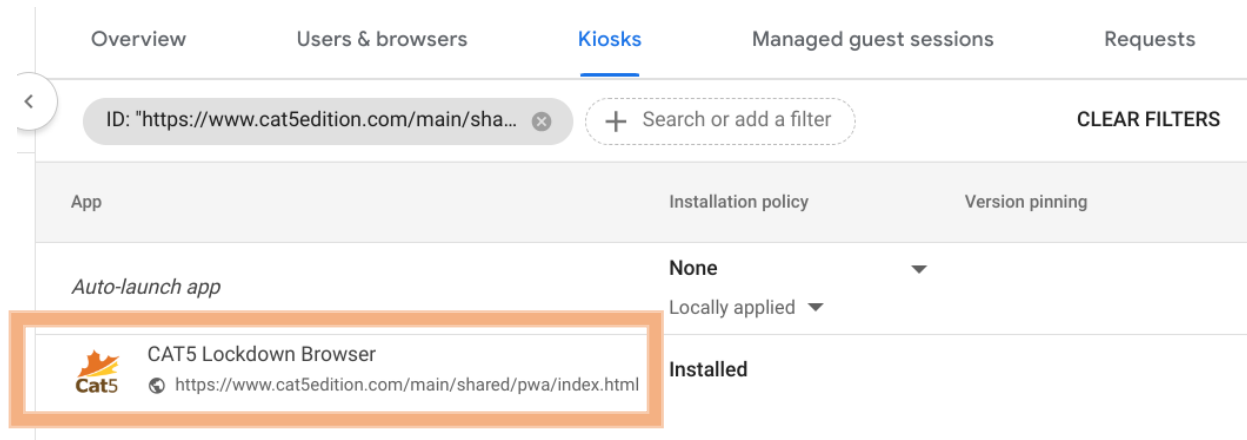 Overview Users & browsers Kiosks Managed guest sessions Requests
ID: "https://www.cat5edition.com/main/sha... Search or add a filter CLEAR FILTERS
App Installation policy Version pinning
Auto-launch app
None
Locally applied
CAT5 Lockdown Browser
Cat5 https://www.cat5edition.com/main/shared/pwa/index.html
Installed